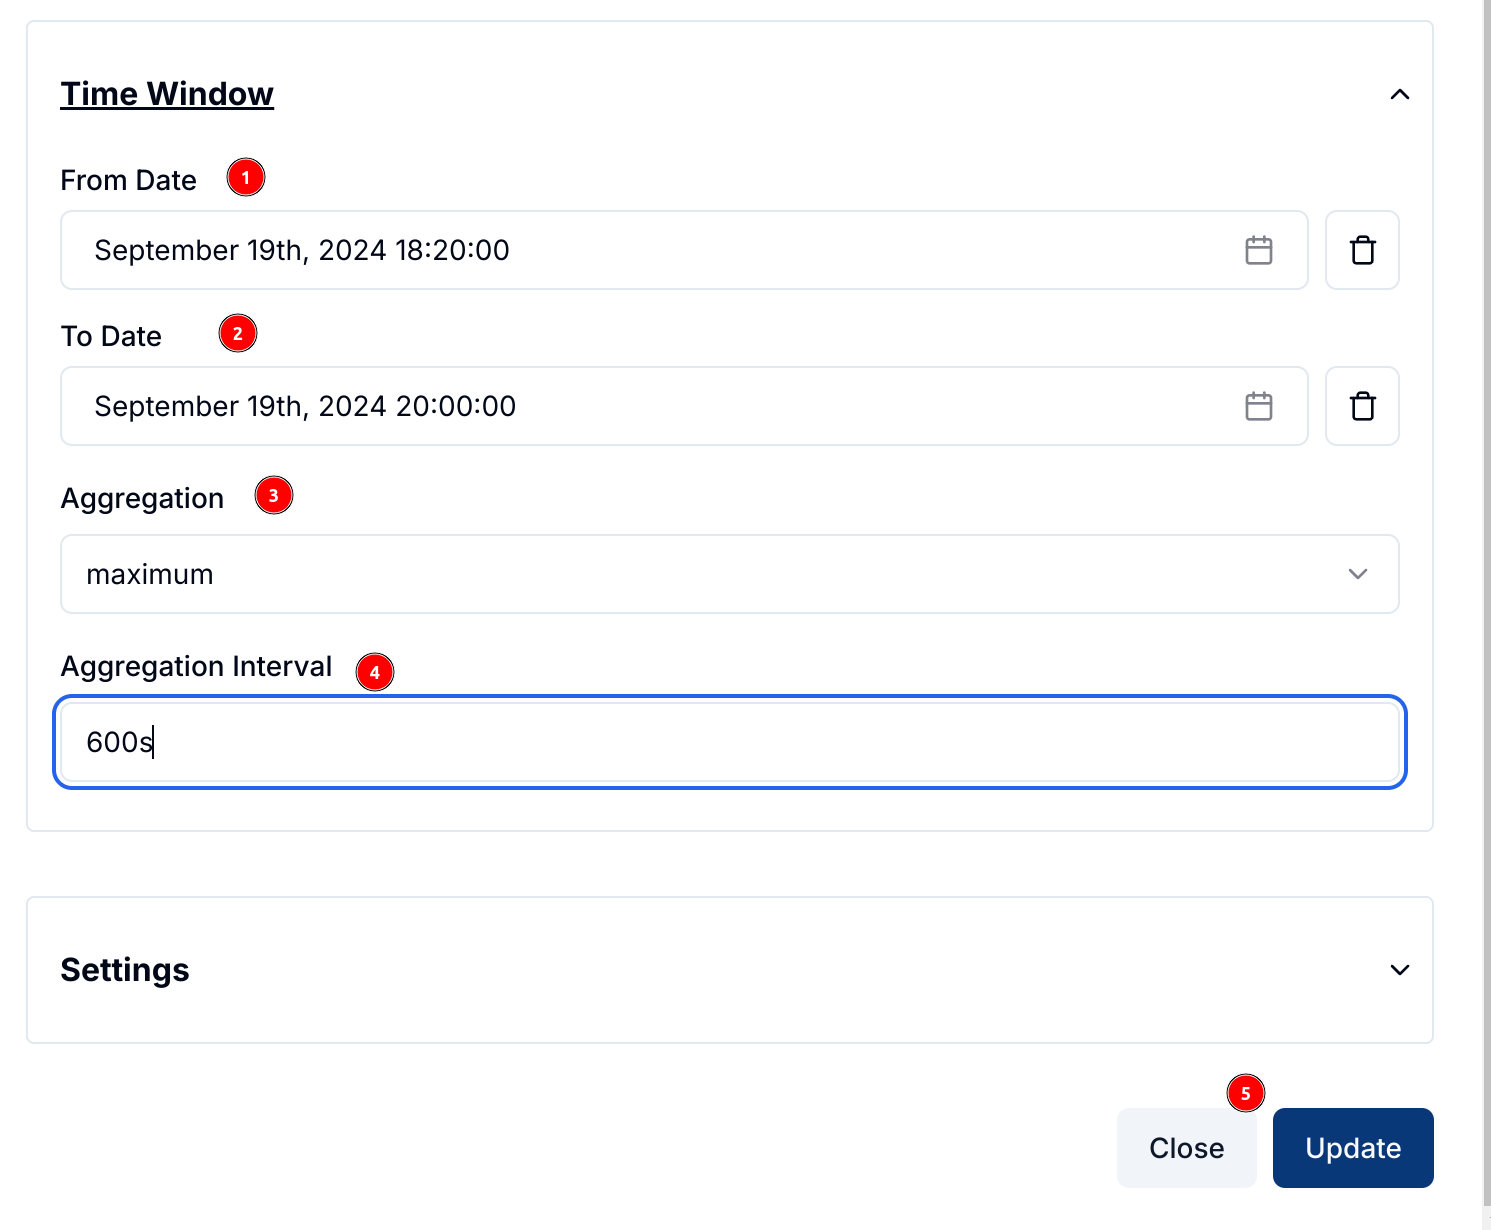 Time Window
From Date 1
September 19th, 2024 18:20:00
To Date 2
September 19th, 2024 20:00:00
Aggregation 3
maximum
Aggregation Interval 4
600s
Settings
5
Close Update